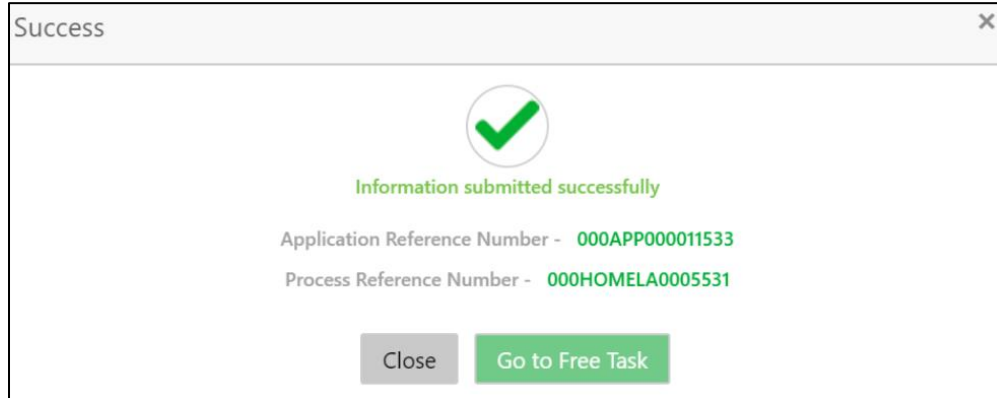 Success
Information submitted successfully
Application Reference Number - 000APP000011533
Process Reference Number - 000HOMELA0005531
Close Go to Free Task